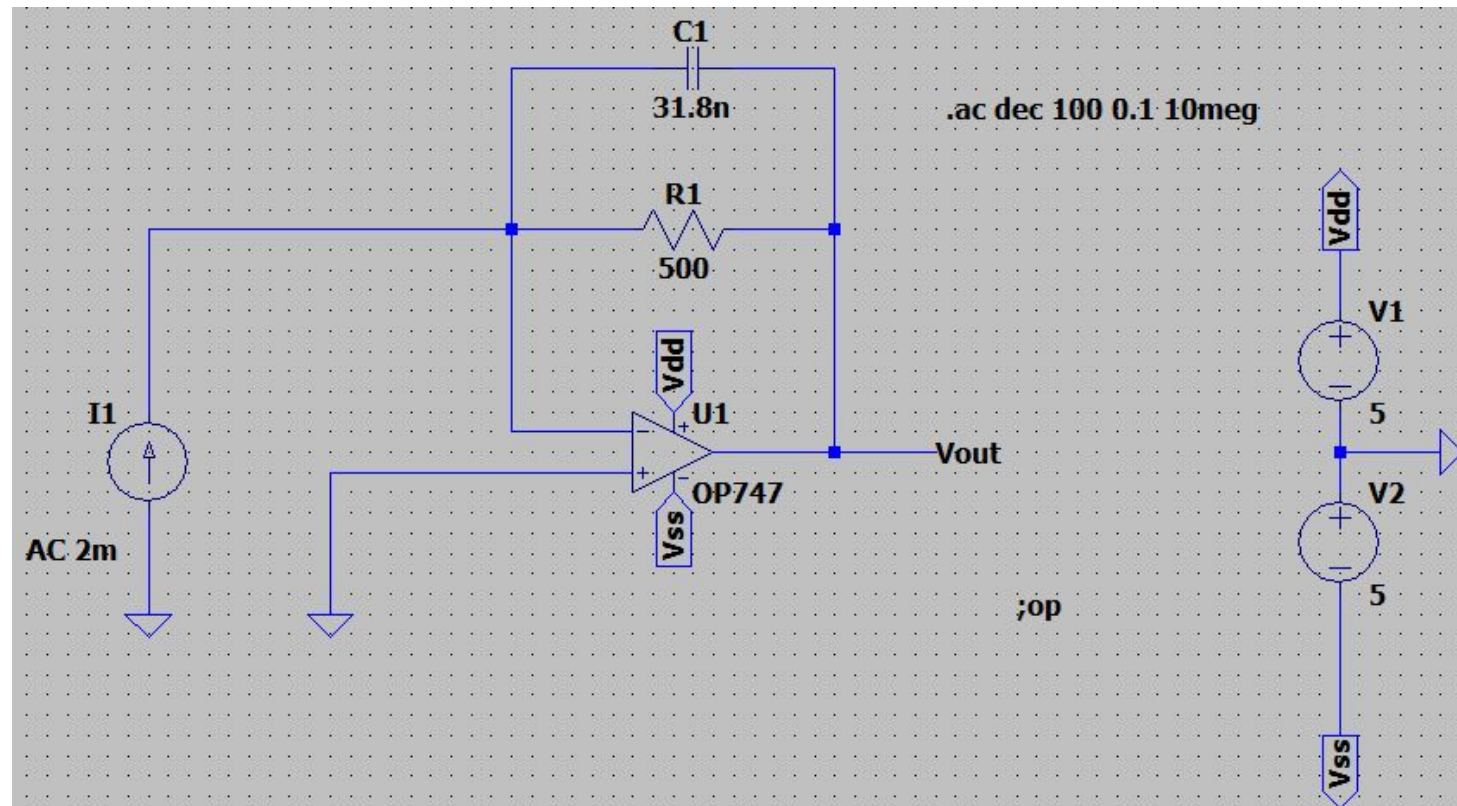 C1
31.8n
.ac dec 100 0.1 10meg
R1
500
Vdd
Vdd
V1
5
I1
U1
Vout
OP747
Vss
V2
5
AC 2m
;op
Vss